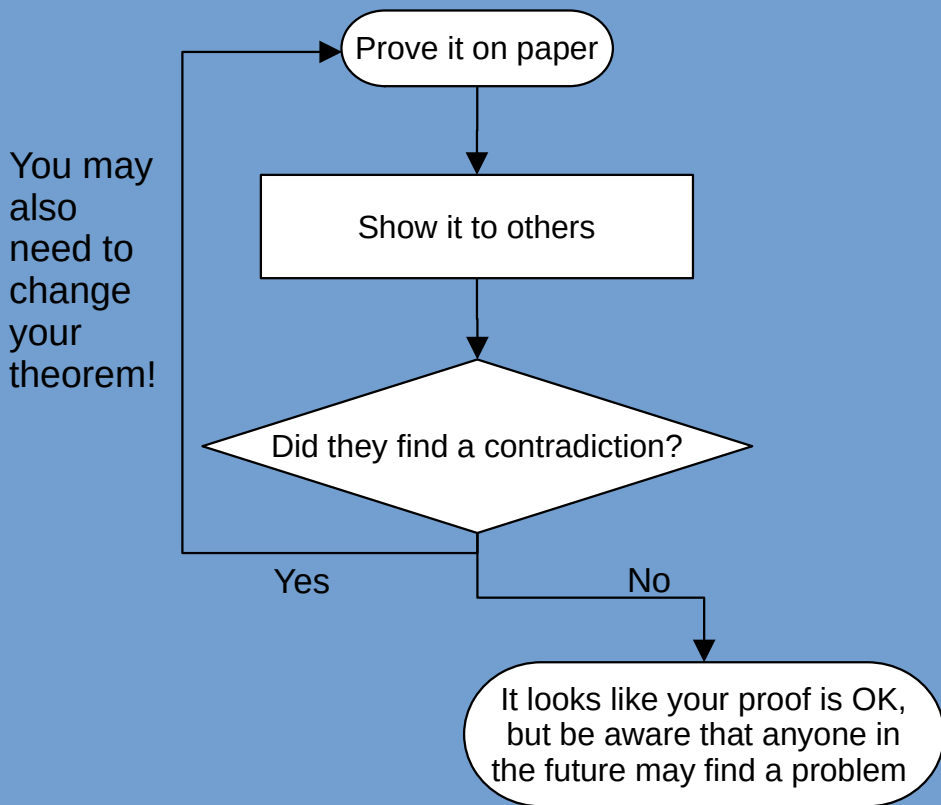 Prove it on paper
You may
also
need to
change
your
theorem!
Show it to others
Did they find a contradiction?
Yes
No
It looks like your proof is OK,
but be aware that anyone in
the future may find a problem